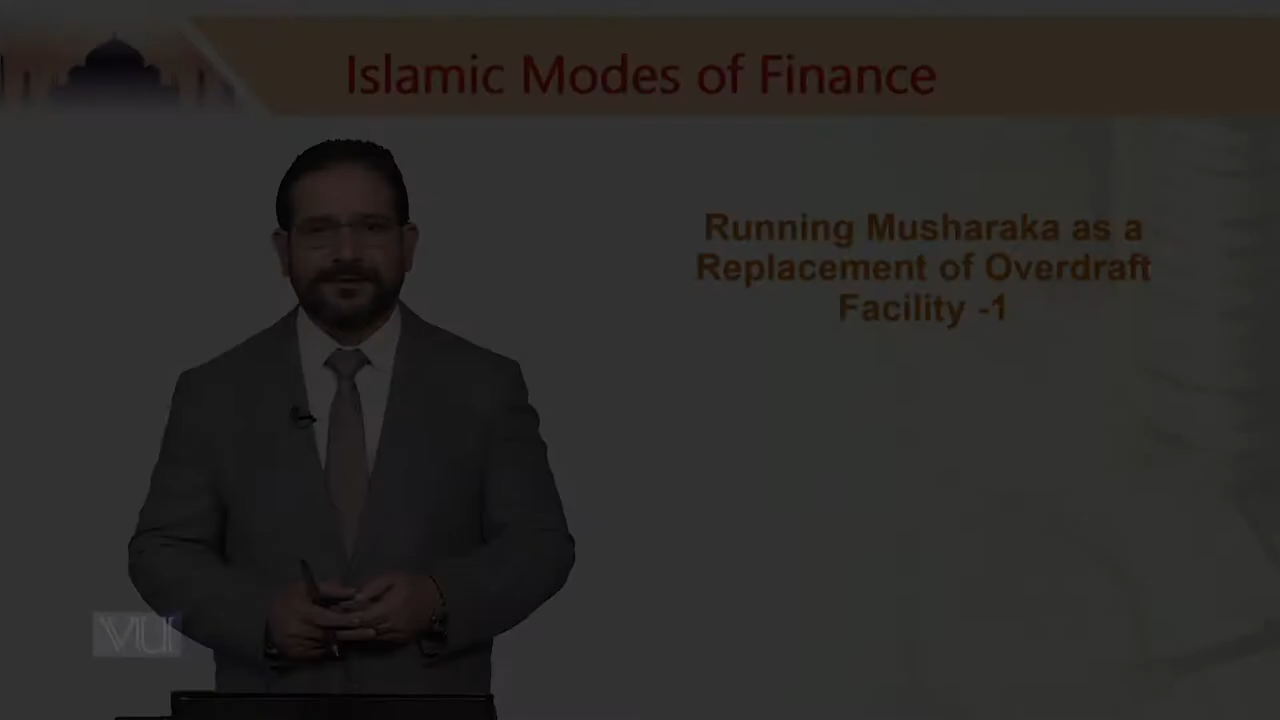 Islamic Modes of Finance
Running Musharaka as a
Replacement of Overdraft
Facility -1
VU